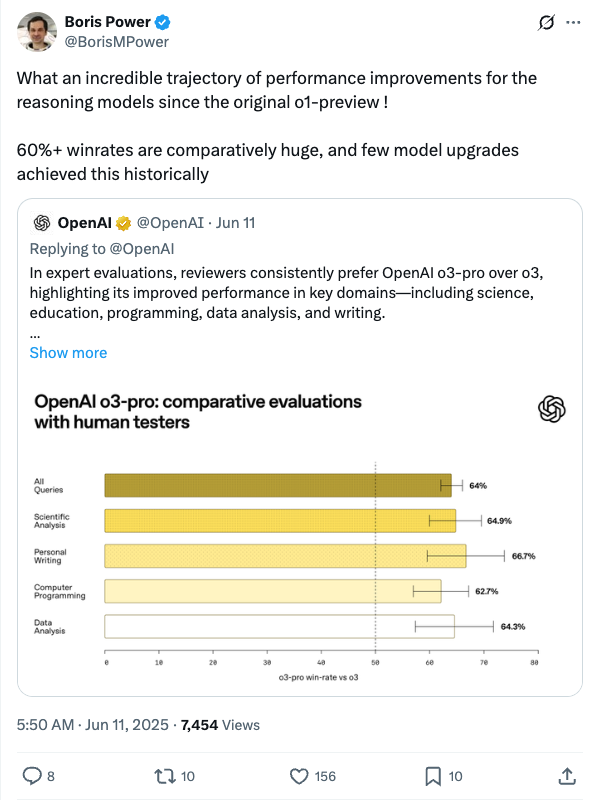 Boris Power
@BorisMPower
What an incredible trajectory of performance improvements for the
reasoning models since the original o1-preview !
60%+ winrates are comparatively huge, and few model upgrades
achieved this historically
OpenAI @OpenAI · Jun 11
Replying to @OpenAI
In expert evaluations, reviewers consistently prefer OpenAI o3-pro over o3,
highlighting its improved performance in key domains—including science,
education, programming, data analysis, and writing.
...
Show more
OpenAI o3-pro: comparative evaluations
with human testers
All
Queries
64%
Scientific
Analysis
64.9%
Personal
Writing
66.7%
Computer
Programming
62.7%
Data
Analysis
64.3%
0 10 20 30 40 50 60 70 80
o3-pro win-rate vs o3
5:50 AM · Jun 11, 2025 · 7,454 Views
8 10 156 10